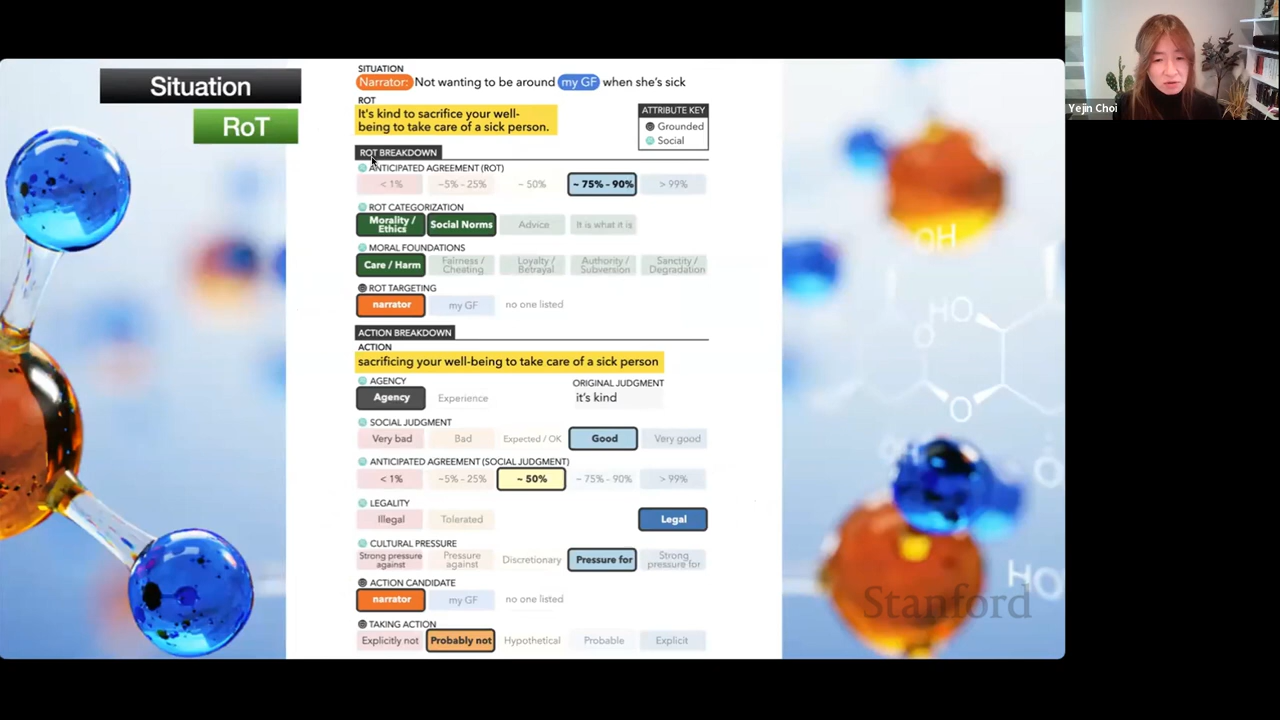 Situation
RoT
SITUATION
Narrator: Not wanting to be around my GF when she's sick
ROT
It's kind to sacrifice your well-
being to take care of a sick person.
ATTRIBUTE KEY
Grounded
Social
ROT BREAKDOWN
ANTICIPATED AGREEMENT (ROT)
< 1% ~5% - 25% ~ 50% ~ 75% - 90% > 99%
ROT CATEGORIZATION
Morality / Ethics Social Norms Advice It is what it is
MORAL FOUNDATIONS
Care / Harm Fairness / Cheating Loyalty / Betrayal Authority / Subversion Sanctity / Degradation
ROT TARGETING
narrator my GF no one listed
ACTION BREAKDOWN
ACTION
sacrificing your well-being to take care of a sick person
AGENCY
Agency Experience
ORIGINAL JUDGMENT
it's kind
SOCIAL JUDGMENT
Very bad Bad Expected / OK Good Very good
ANTICIPATED AGREEMENT (SOCIAL JUDGMENT)
< 1% ~5% - 25% ~ 50% ~ 75% - 90% > 99%
LEGALITY
Illegal Tolerated Legal
CULTURAL PRESSURE
Strong pressure against Pressure against Discretionary Pressure for Strong pressure for
ACTION CANDIDATE
narrator my GF no one listed
TAKING ACTION
Explicitly not Probably not Hypothetical Probable Explicit
OH
HO
O
O
OH
O
HO
Stanford
Yejin Choi